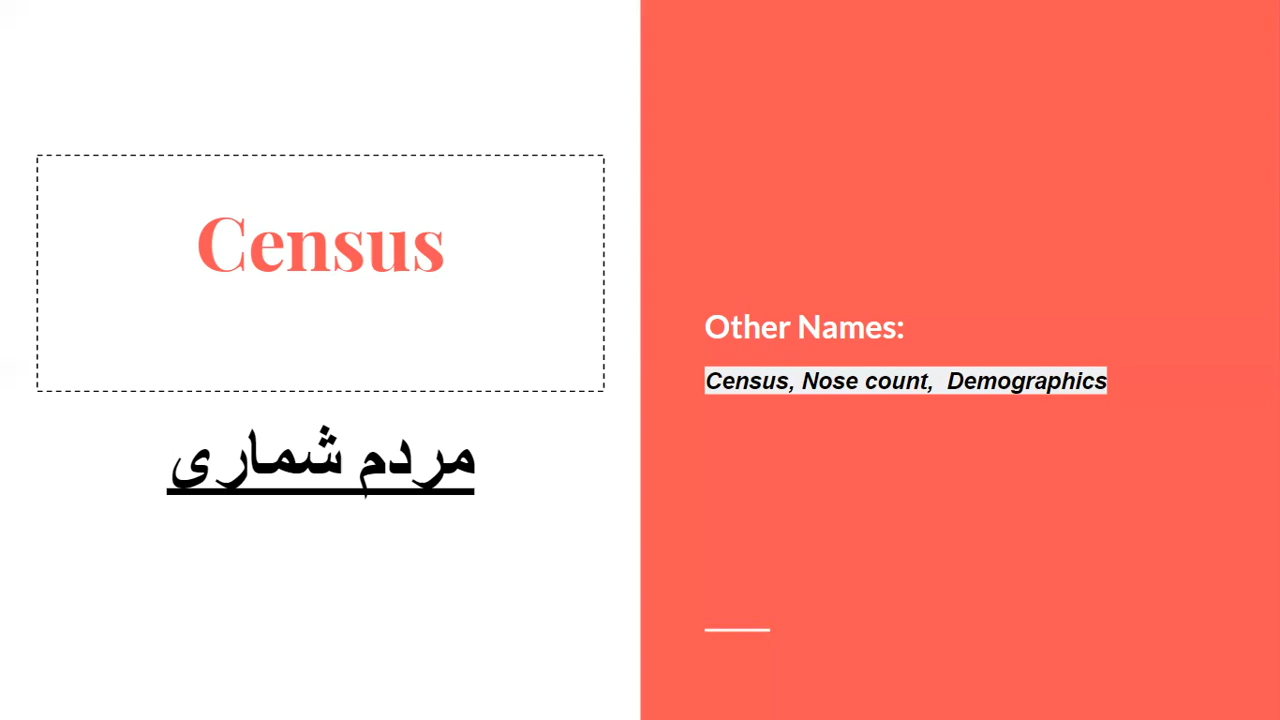 Census
مردم شماری
Other Names:
Census, Nose count,  Demographics